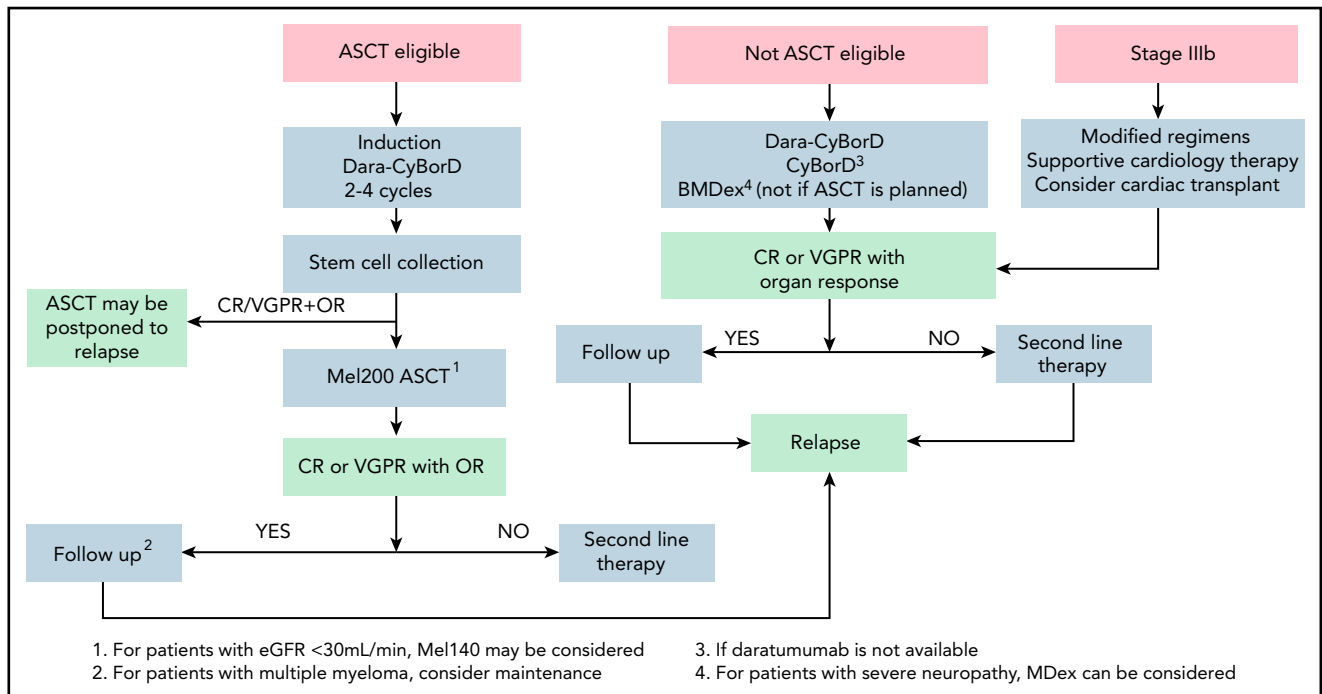 ASCT eligible
Induction
Dara-CyBorD
2-4 cycles
Stem cell collection
CR/VGPR+OR
ASCT may be
postponed to
relapse
Mel200 ASCT1
CR or VGPR with OR
YES
NO
Follow up2
Second line
therapy
Not ASCT eligible
Dara-CyBorD
CyBorD3
BMDex4 (not if ASCT is planned)
CR or VGPR with
organ response
YES
NO
Follow up
Second line
therapy
Relapse
Stage IIIb
Modified regimens
Supportive cardiology therapy
Consider cardiac transplant
1. For patients with eGFR <30mL/min, Mel140 may be considered
2. For patients with multiple myeloma, consider maintenance
3. If daratumumab is not available
4. For patients with severe neuropathy, MDex can be considered